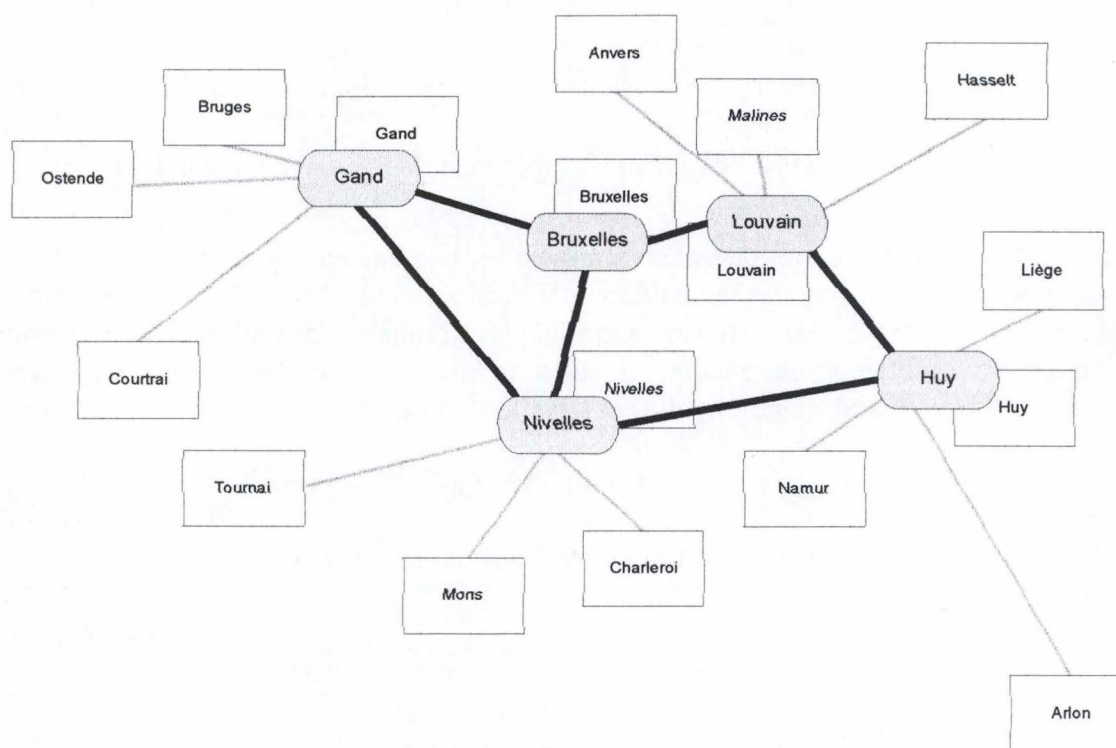 Anvers
Hasselt
Bruges
Malines
Gand
Ostende
Gand
Bruxelles
Louvain
Bruxelles
Louvain
Liège
Courtrai
Nivelles
Huy
Huy
Nivelles
Tournai
Namur
Charleroi
Mons
Arlon